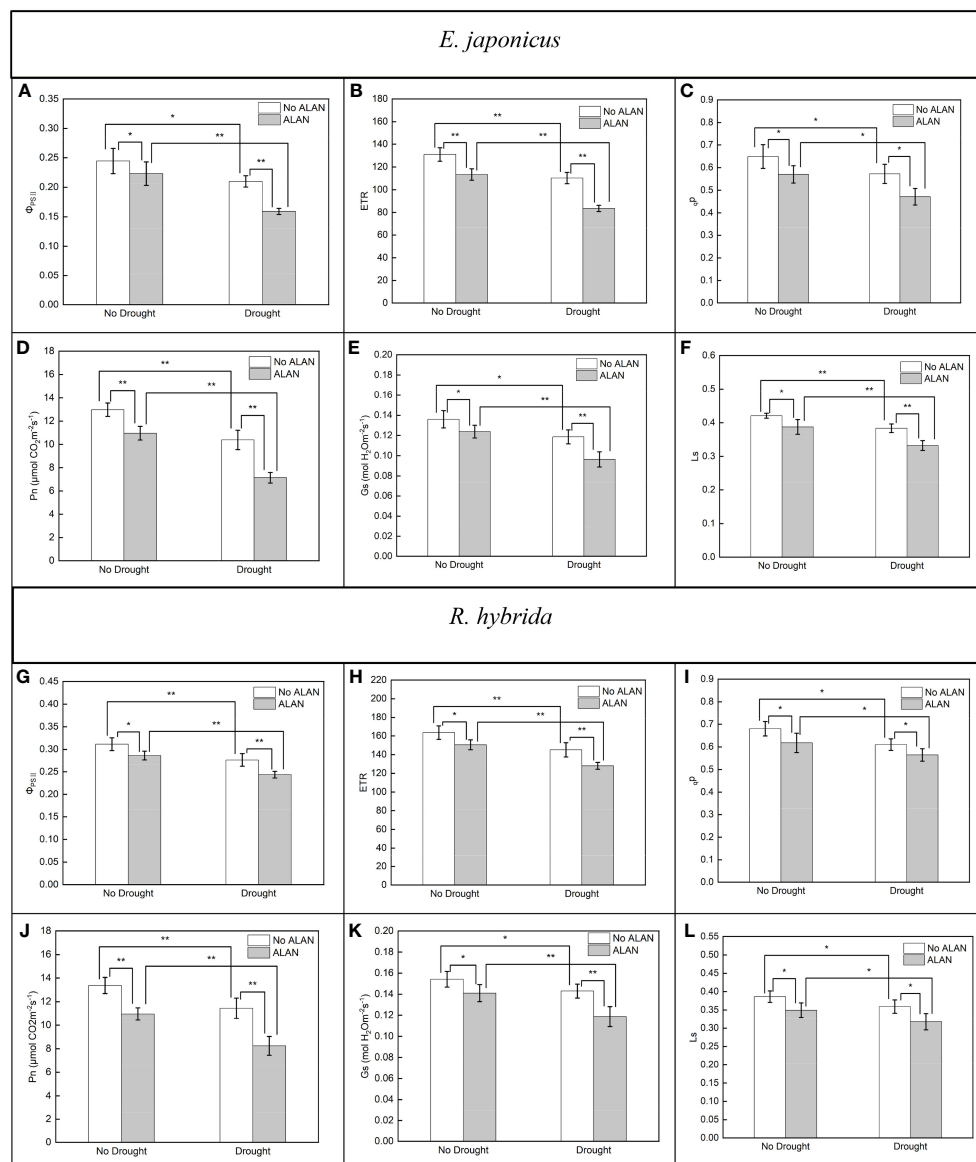 E. japonicus
A
0.35
0.30
0.25
0.20
0.15
0.10
0.05
0.00
Φ_PSII
No ALAN
ALAN
*
*
**
**
No Drought
Drought
B
180
160
140
120
100
80
60
40
20
0
ETR
No ALAN
ALAN
**
**
**
**
No Drought
Drought
C
0.9
0.8
0.7
0.6
0.5
0.4
0.3
0.2
0.1
0.0
qP
No ALAN
ALAN
*
*
*
*
No Drought
Drought
D
18
16
14
12
10
8
6
4
2
0
Pn (μmol CO₂m⁻²s⁻¹)
No ALAN
ALAN
**
**
**
**
No Drought
Drought
E
0.20
0.18
0.16
0.14
0.12
0.10
0.08
0.06
0.04
0.02
0.00
Gs (mol H₂Om⁻²s⁻¹)
No ALAN
ALAN
*
*
**
**
No Drought
Drought
F
0.6
0.5
0.4
0.3
0.2
0.1
0.0
Ls
No ALAN
ALAN
**
*
**
**
No Drought
Drought
R. hybrida
G
0.45
0.40
0.35
0.30
0.25
0.20
0.15
0.10
0.05
0.00
Φ_PSII
No ALAN
ALAN
**
*
**
**
No Drought
Drought
H
220
200
180
160
140
120
100
80
60
40
20
0
ETR
No ALAN
ALAN
**
*
**
**
No Drought
Drought
I
0.9
0.8
0.7
0.6
0.5
0.4
0.3
0.2
0.1
0.0
qP
No ALAN
ALAN
*
*
*
*
No Drought
Drought
J
18
16
14
12
10
8
6
4
2
0
Pn (μmol CO2m⁻²s⁻¹)
No ALAN
ALAN
**
**
**
**
No Drought
Drought
K
0.20
0.18
0.16
0.14
0.12
0.10
0.08
0.06
0.04
0.02
0.00
Gs (mol H₂Om⁻²s⁻¹)
No ALAN
ALAN
*
*
**
**
No Drought
Drought
L
0.55
0.50
0.45
0.40
0.35
0.30
0.25
0.20
0.15
0.10
0.05
0.00
Ls
No ALAN
ALAN
*
*
*
*
No Drought
Drought